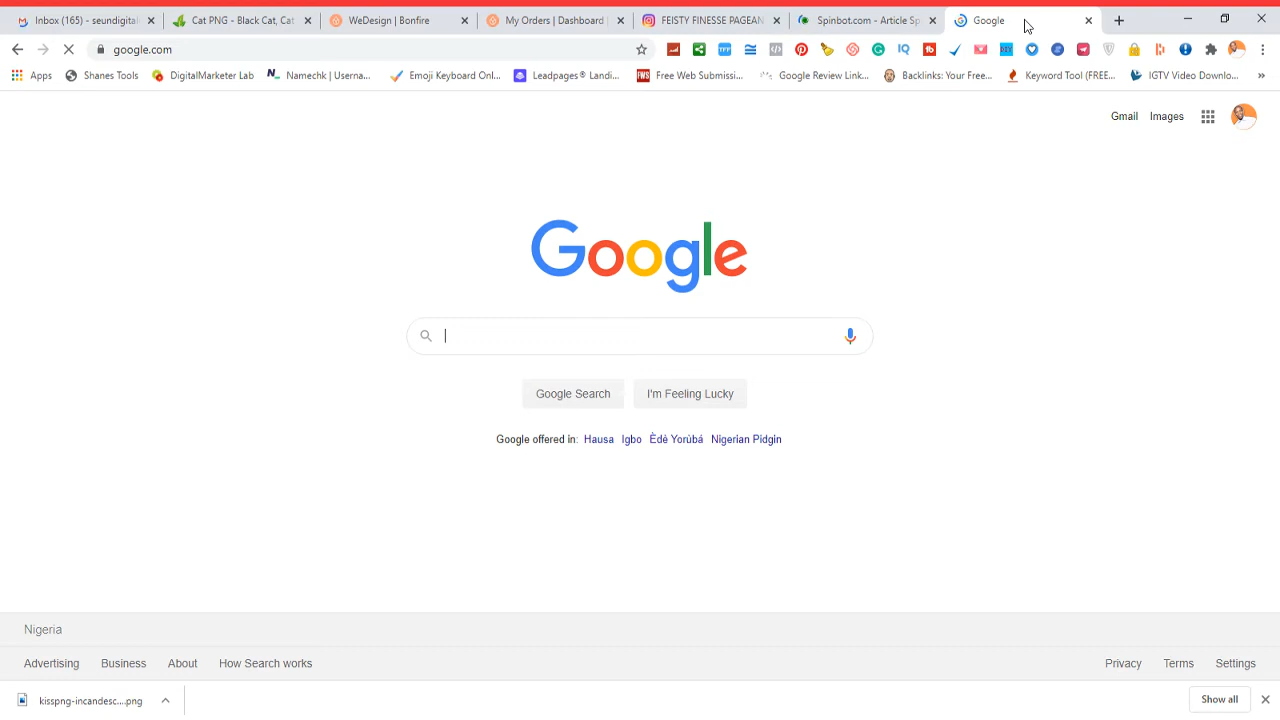 Inbox (165) - seundigital
Cat PNG - Black Cat, Cat
WeDesign | Bonfire
My Orders | Dashboard |
FEISTY FINESSE PAGEAN
Spinbot.com - Article Sp
Google
google.com
Apps
Shanes Tools
DigitalMarketer Lab
Namechk | Userna...
Emoji Keyboard Onl...
Leadpages® Landi...
Free Web Submissi...
Google Review Link...
Backlinks: Your Free...
Keyword Tool (FREE...
IGTV Video Downlo...
Gmail Images
Google
Google Search I'm Feeling Lucky
Google offered in: Hausa Igbo Èdè Yorùbá Nigerian Pidgin
Nigeria
Advertising Business About How Search works Privacy Terms Settings
kisspng-incandesc....png Show all